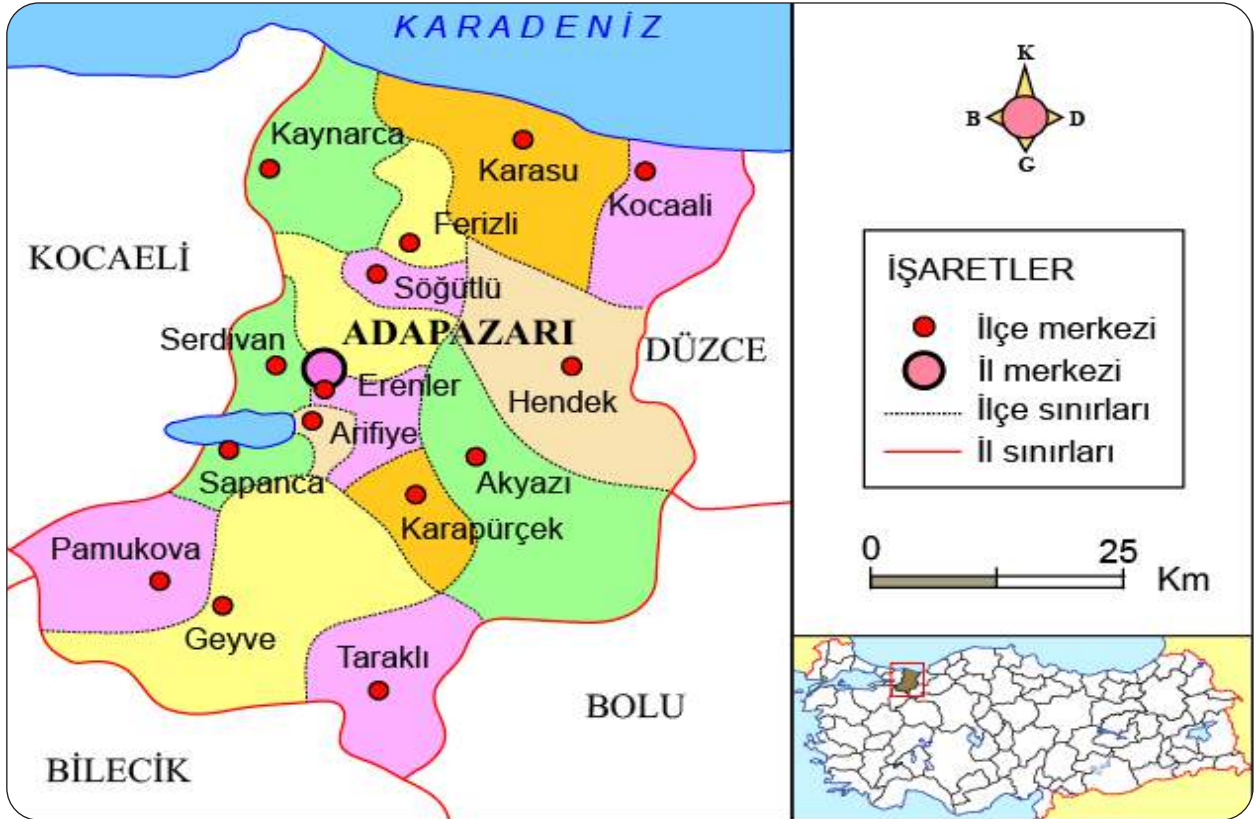 KARADENİZ
Kaynarca
Karasu
Kocaali
Ferizli
KOCAELİ
Söğütlü
ADAPAZARI
Serdivan
DÜZCE
Erenler
Hendek
Arifiye
Sapanca
Akyazı
Karapürçek
Pamukova
Geyve
Taraklı
BOLU
BİLECİK
K
B D
G
İŞARETLER
İlçe merkezi
İl merkezi
İlçe sınırları
İl sınırları
0 25
Km